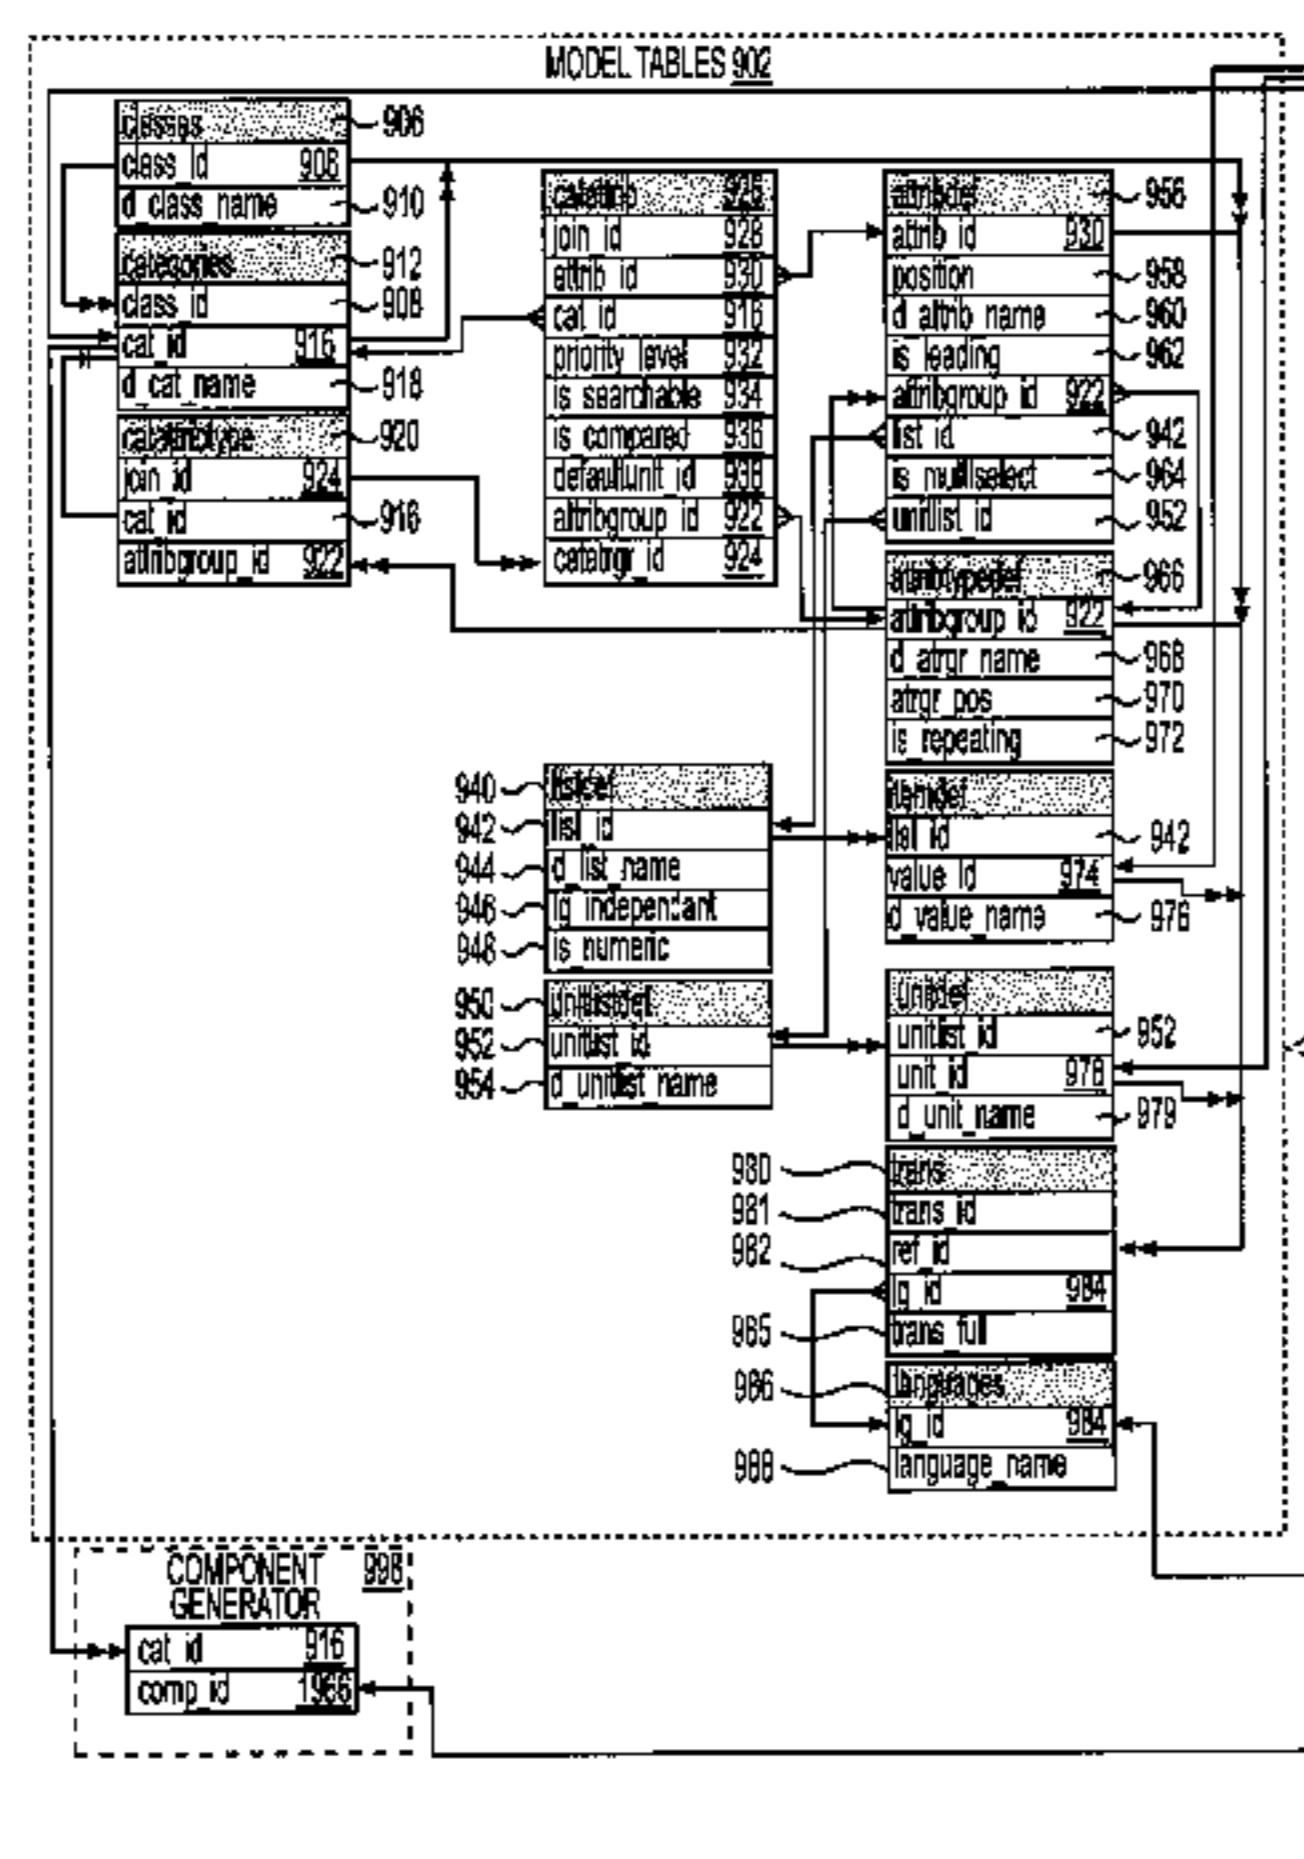 MODEL TABLES 902
classes 906
class_id 908
d_class_name 910
categories 912
class_id 908
cat_id 916
d_cat_name 918
catattribtype 920
join_id 924
cat_id 916
attribgroup_id 922
catattrib 926
join_id 928
attrib_id 930
cat_id 916
priority_level 932
is_searchable 934
is_compared 936
defaultunit_id 938
attribgroup_id 922
catatrgr_id 924
attribdef 956
attrib_id 930
position 958
d_attrib_name 960
is_leading 962
attribgroup_id 922
list_id 942
is_multiselect 964
unitlist_id 952
attribtypedef 966
attribgroup_id 922
d_atrgr_name 968
atrgr_pos 970
is_repeating 972
940 listdef
942 list_id
944 d_list_name
946 lg_independant
948 is_numeric
950 unitlistdef
952 unitlist_id
954 d_unitlist_name
itemdef
list_id 942
value_id 974
d_value_name 976
unitdef
unitlist_id 952
unit_id 978
d_unit_name 979
980 trans
981 trans_id
982 ref_id
lg_id 984
985 trans_full
986 languages
lg_id 984
988 language_name
COMPONENT 998
GENERATOR
cat_id 916
comp_id 1966